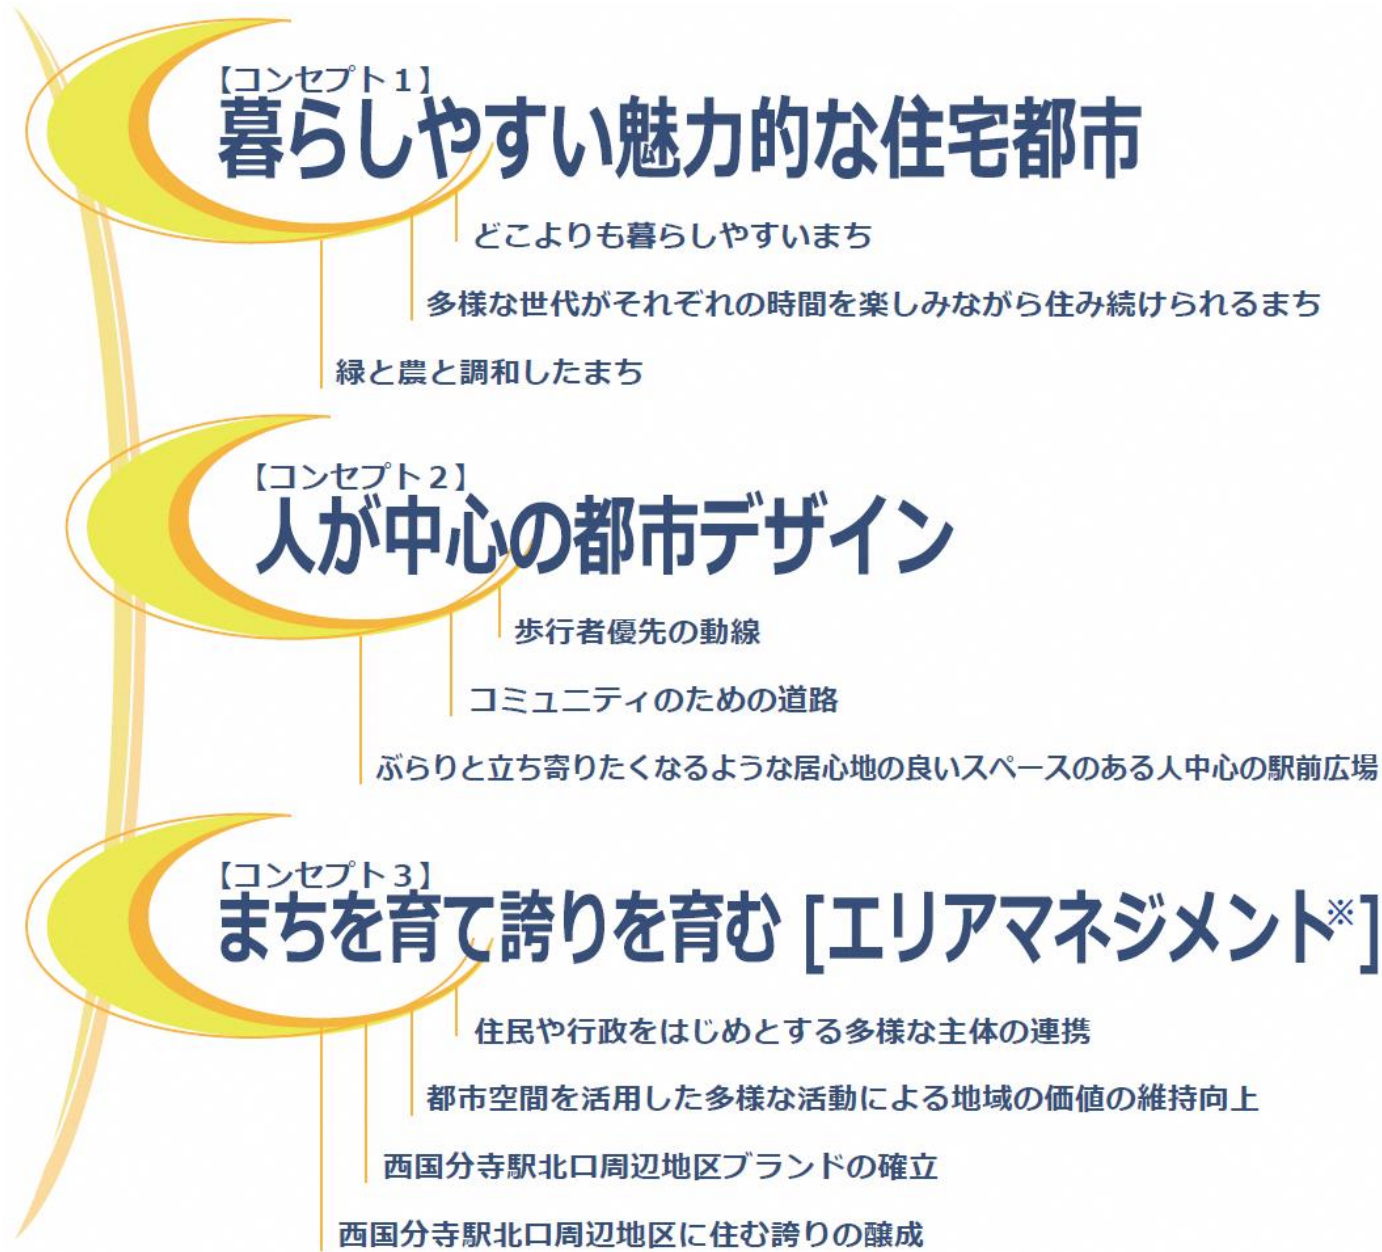 【コンセプト１】
暮らしやすい魅力的な住宅都市
どこよりも暮らしやすいまち
多様な世代がそれぞれの時間を楽しみながら住み続けられるまち
緑と農と調和したまち
【コンセプト２】
人が中心の都市デザイン
歩行者優先の動線
コミュニティのための道路
ぶらりと立ち寄りたくなるような居心地の良いスペースのある人中心の駅前広場
【コンセプト３】
まちを育て誇りを育む [エリアマネジメント※]
住民や行政をはじめとする多様な主体の連携
都市空間を活用した多様な活動による地域の価値の維持向上
西国分寺駅北口周辺地区ブランドの確立
西国分寺駅北口周辺地区に住む誇りの醸成